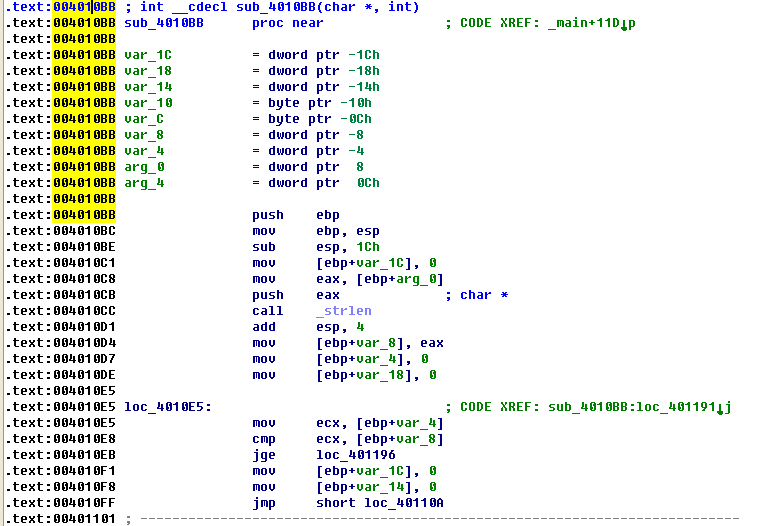 .text:004010BB ; int __cdecl sub_4010BB(char *, int)
.text:004010BB sub_4010BB      proc near               ; CODE XREF: _main+11D↓p
.text:004010BB
.text:004010BB var_1C          = dword ptr -1Ch
.text:004010BB var_18          = dword ptr -18h
.text:004010BB var_14          = dword ptr -14h
.text:004010BB var_10          = byte ptr -10h
.text:004010BB var_C           = byte ptr -0Ch
.text:004010BB var_8           = dword ptr -8
.text:004010BB var_4           = dword ptr -4
.text:004010BB arg_0           = dword ptr  8
.text:004010BB arg_4           = dword ptr  0Ch
.text:004010BB
.text:004010BB                 push    ebp
.text:004010BC                 mov     ebp, esp
.text:004010BE                 sub     esp, 1Ch
.text:004010C1                 mov     [ebp+var_1C], 0
.text:004010C8                 mov     eax, [ebp+arg_0]
.text:004010CB                 push    eax             ; char *
.text:004010CC                 call    _strlen
.text:004010D1                 add     esp, 4
.text:004010D4                 mov     [ebp+var_8], eax
.text:004010D7                 mov     [ebp+var_4], 0
.text:004010DE                 mov     [ebp+var_18], 0
.text:004010E5
.text:004010E5 loc_4010E5:                             ; CODE XREF: sub_4010BB:loc_401191↓j
.text:004010E5                 mov     ecx, [ebp+var_4]
.text:004010E8                 cmp     ecx, [ebp+var_8]
.text:004010EB                 jge     loc_401196
.text:004010F1                 mov     [ebp+var_1C], 0
.text:004010F8                 mov     [ebp+var_14], 0
.text:004010FF                 jmp     short loc_40110A
.text:00401101 ; ---------------------------------------------------------------------------